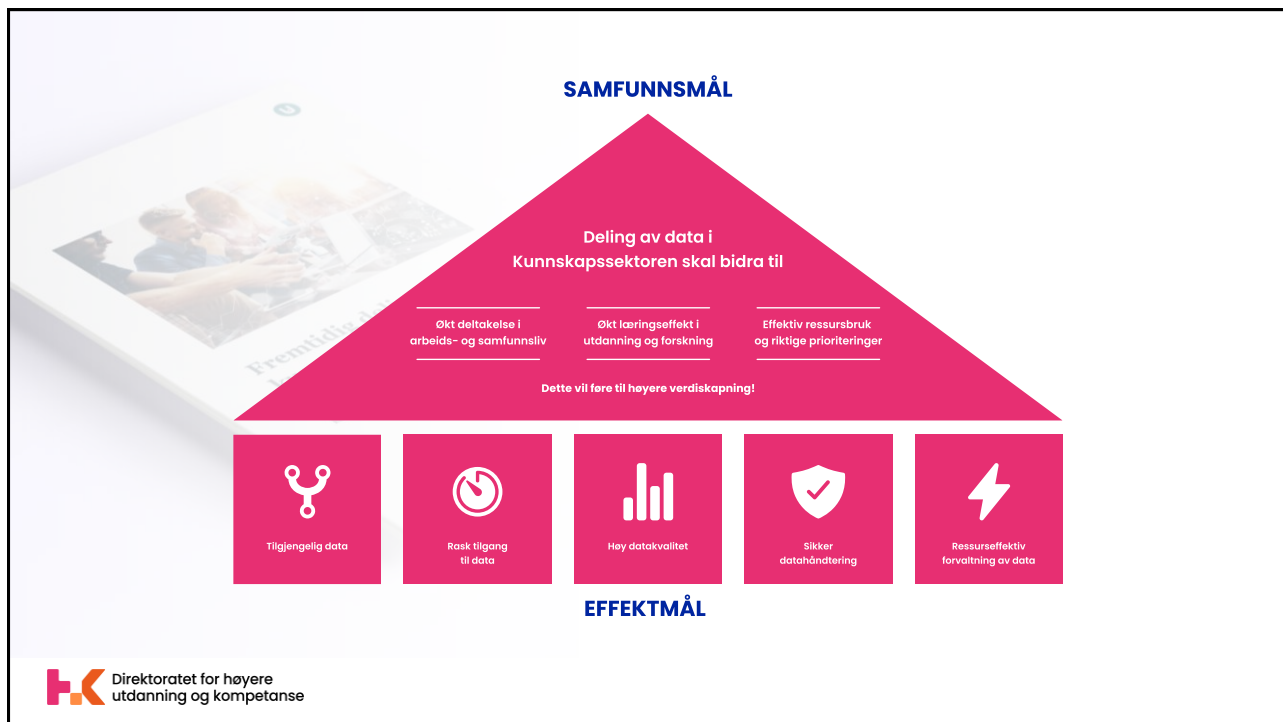 SAMFUNNSMÅL
Deling av data i
Kunnskapssektoren skal bidra til
Økt deltakelse i
arbeids- og samfunnsliv
Økt læringseffekt i
utdanning og forskning
Effektiv ressursbruk
og riktige prioriteringer
Dette vil føre til høyere verdiskapning!
Tilgjengelig data
Rask tilgang
til data
Høy datakvalitet
Sikker
datahåndtering
Ressurseffektiv
forvaltning av data
EFFEKTMÅL
Fremtidig
Direktoratet for høyere
utdanning og kompetanse